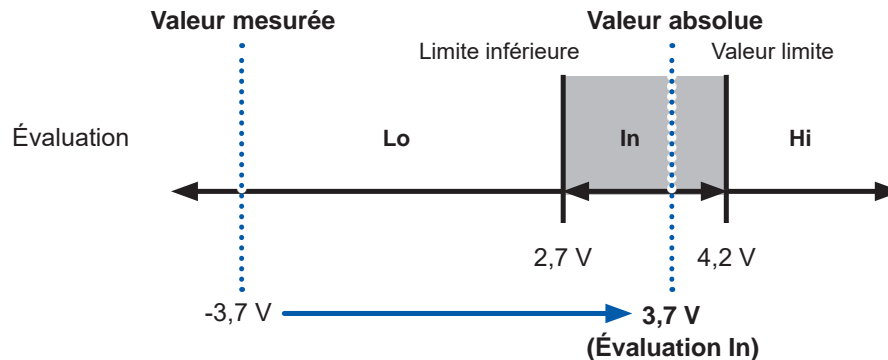 Valeur mesurée
Valeur absolue
Limite inférieure
Valeur limite
Évaluation
Lo
In
Hi
2,7 V
4,2 V
-3,7 V
3,7 V
(Évaluation In)